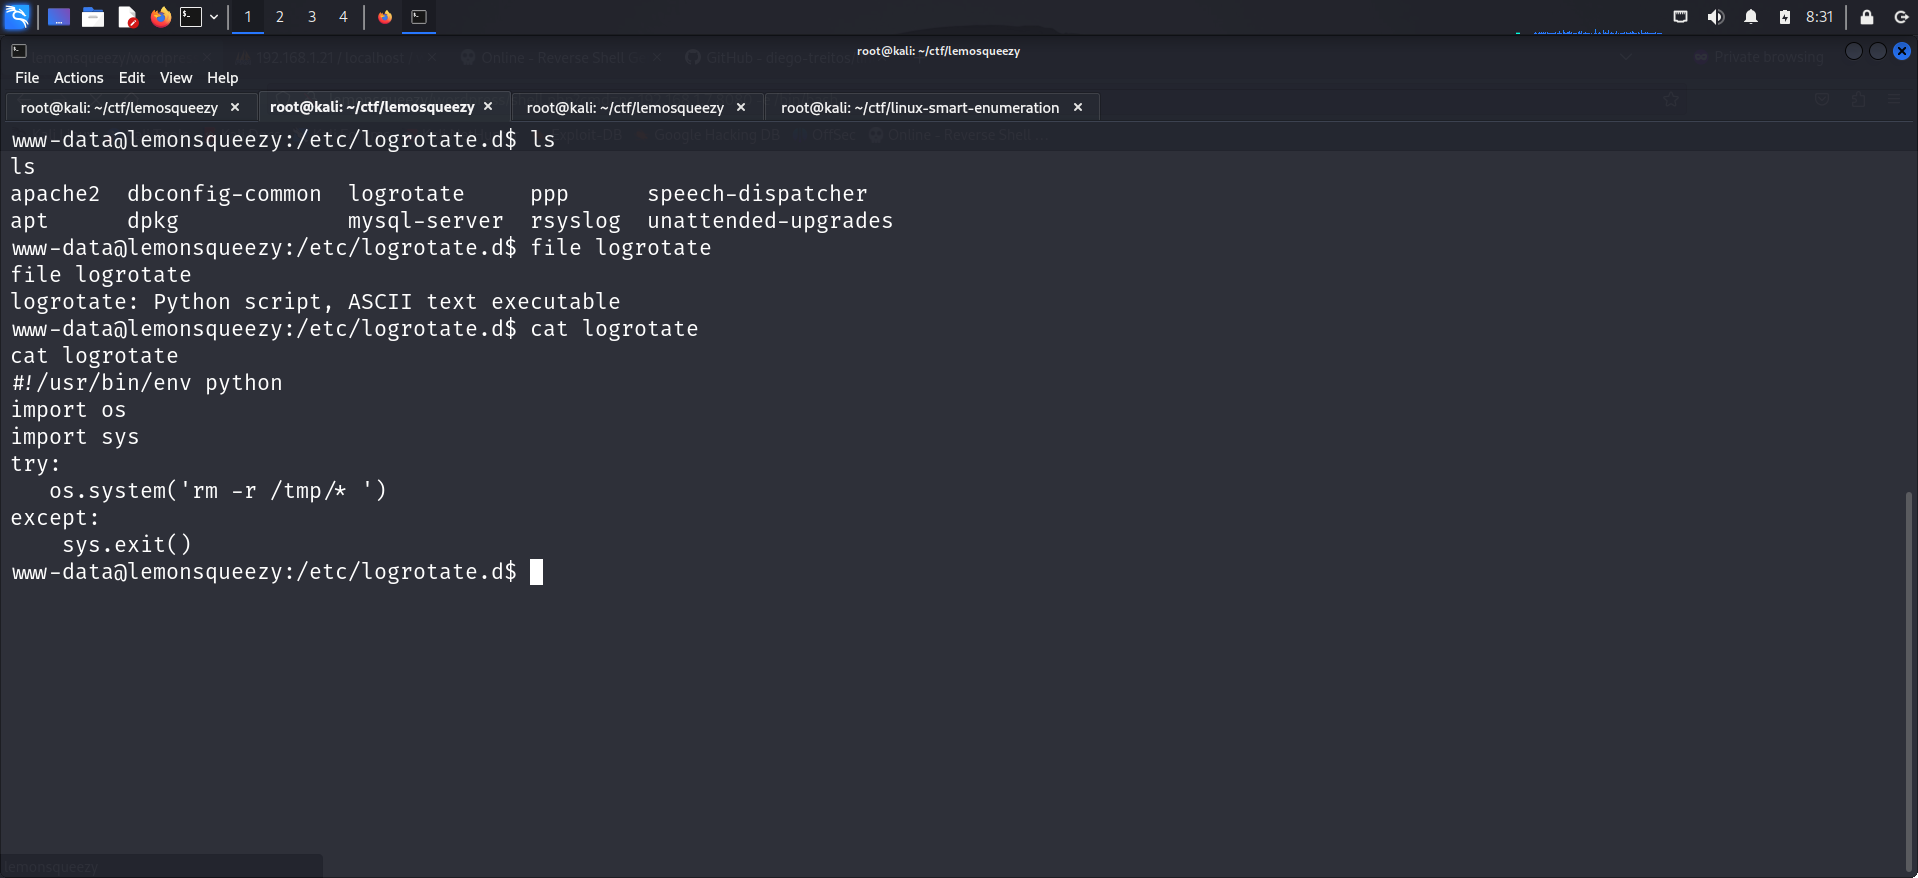 1 2 3 4 8:31
root@kali: ~/ctf/lemosqueezy
File Actions Edit View Help
root@kali: ~/ctf/lemosqueezy × root@kali: ~/ctf/lemosqueezy × root@kali: ~/ctf/lemosqueezy × root@kali: ~/ctf/linux-smart-enumeration ×
www-data@lemonsqueezy:/etc/logrotate.d$ ls
ls
apache2 dbconfig-common logrotate ppp speech-dispatcher
apt dpkg mysql-server rsyslog unattended-upgrades
www-data@lemonsqueezy:/etc/logrotate.d$ file logrotate
file logrotate
logrotate: Python script, ASCII text executable
www-data@lemonsqueezy:/etc/logrotate.d$ cat logrotate
cat logrotate
#!/usr/bin/env python
import os
import sys
try:
   os.system('rm -r /tmp/* ')
except:
    sys.exit()
www-data@lemonsqueezy:/etc/logrotate.d$
lemonsqueezy